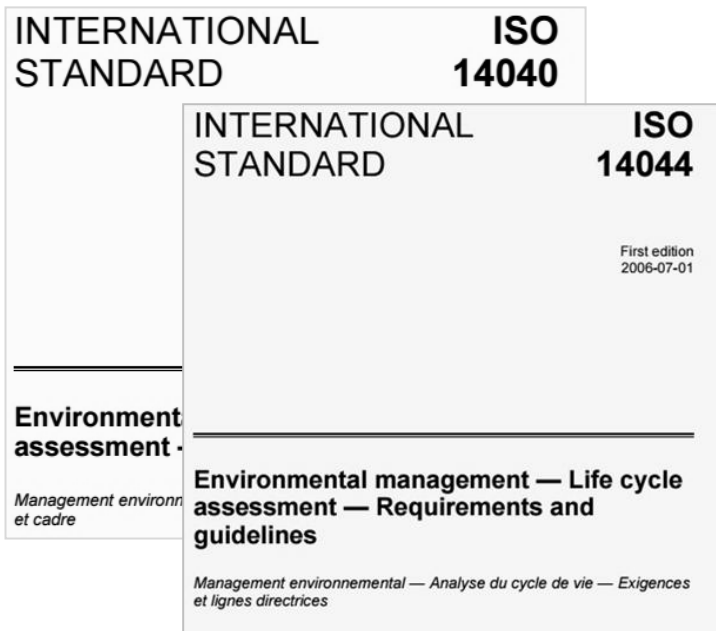 INTERNATIONAL STANDARD
ISO 14040
Environment
assessment -
Management environn
et cadre
INTERNATIONAL STANDARD
ISO 14044
First edition
2006-07-01
Environmental management — Life cycle
assessment — Requirements and
guidelines
Management environnemental — Analyse du cycle de vie — Exigences
et lignes directrices